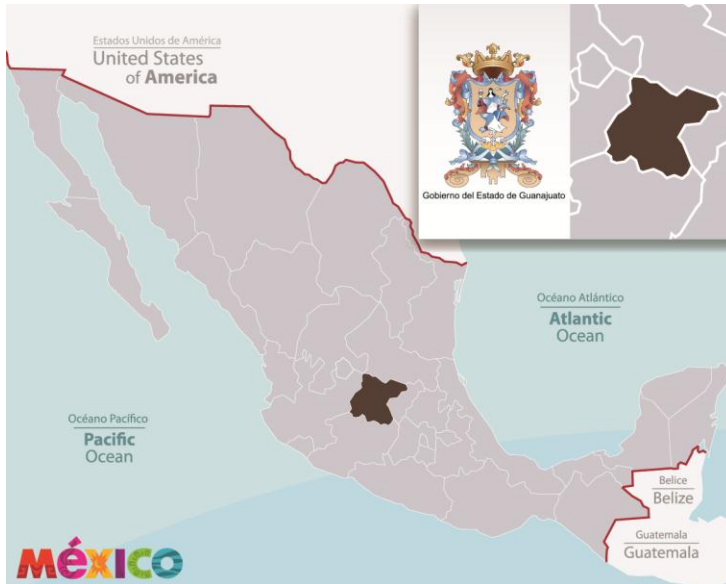 Estados Unidos de América
United States
of America
Gobierno del Estado de Guanajuato
Océano Atlántico
Atlantic
Ocean
Océano Pacífico
Pacific
Ocean
Belice
Belize
Guatemala
Guatemala
MéXICO